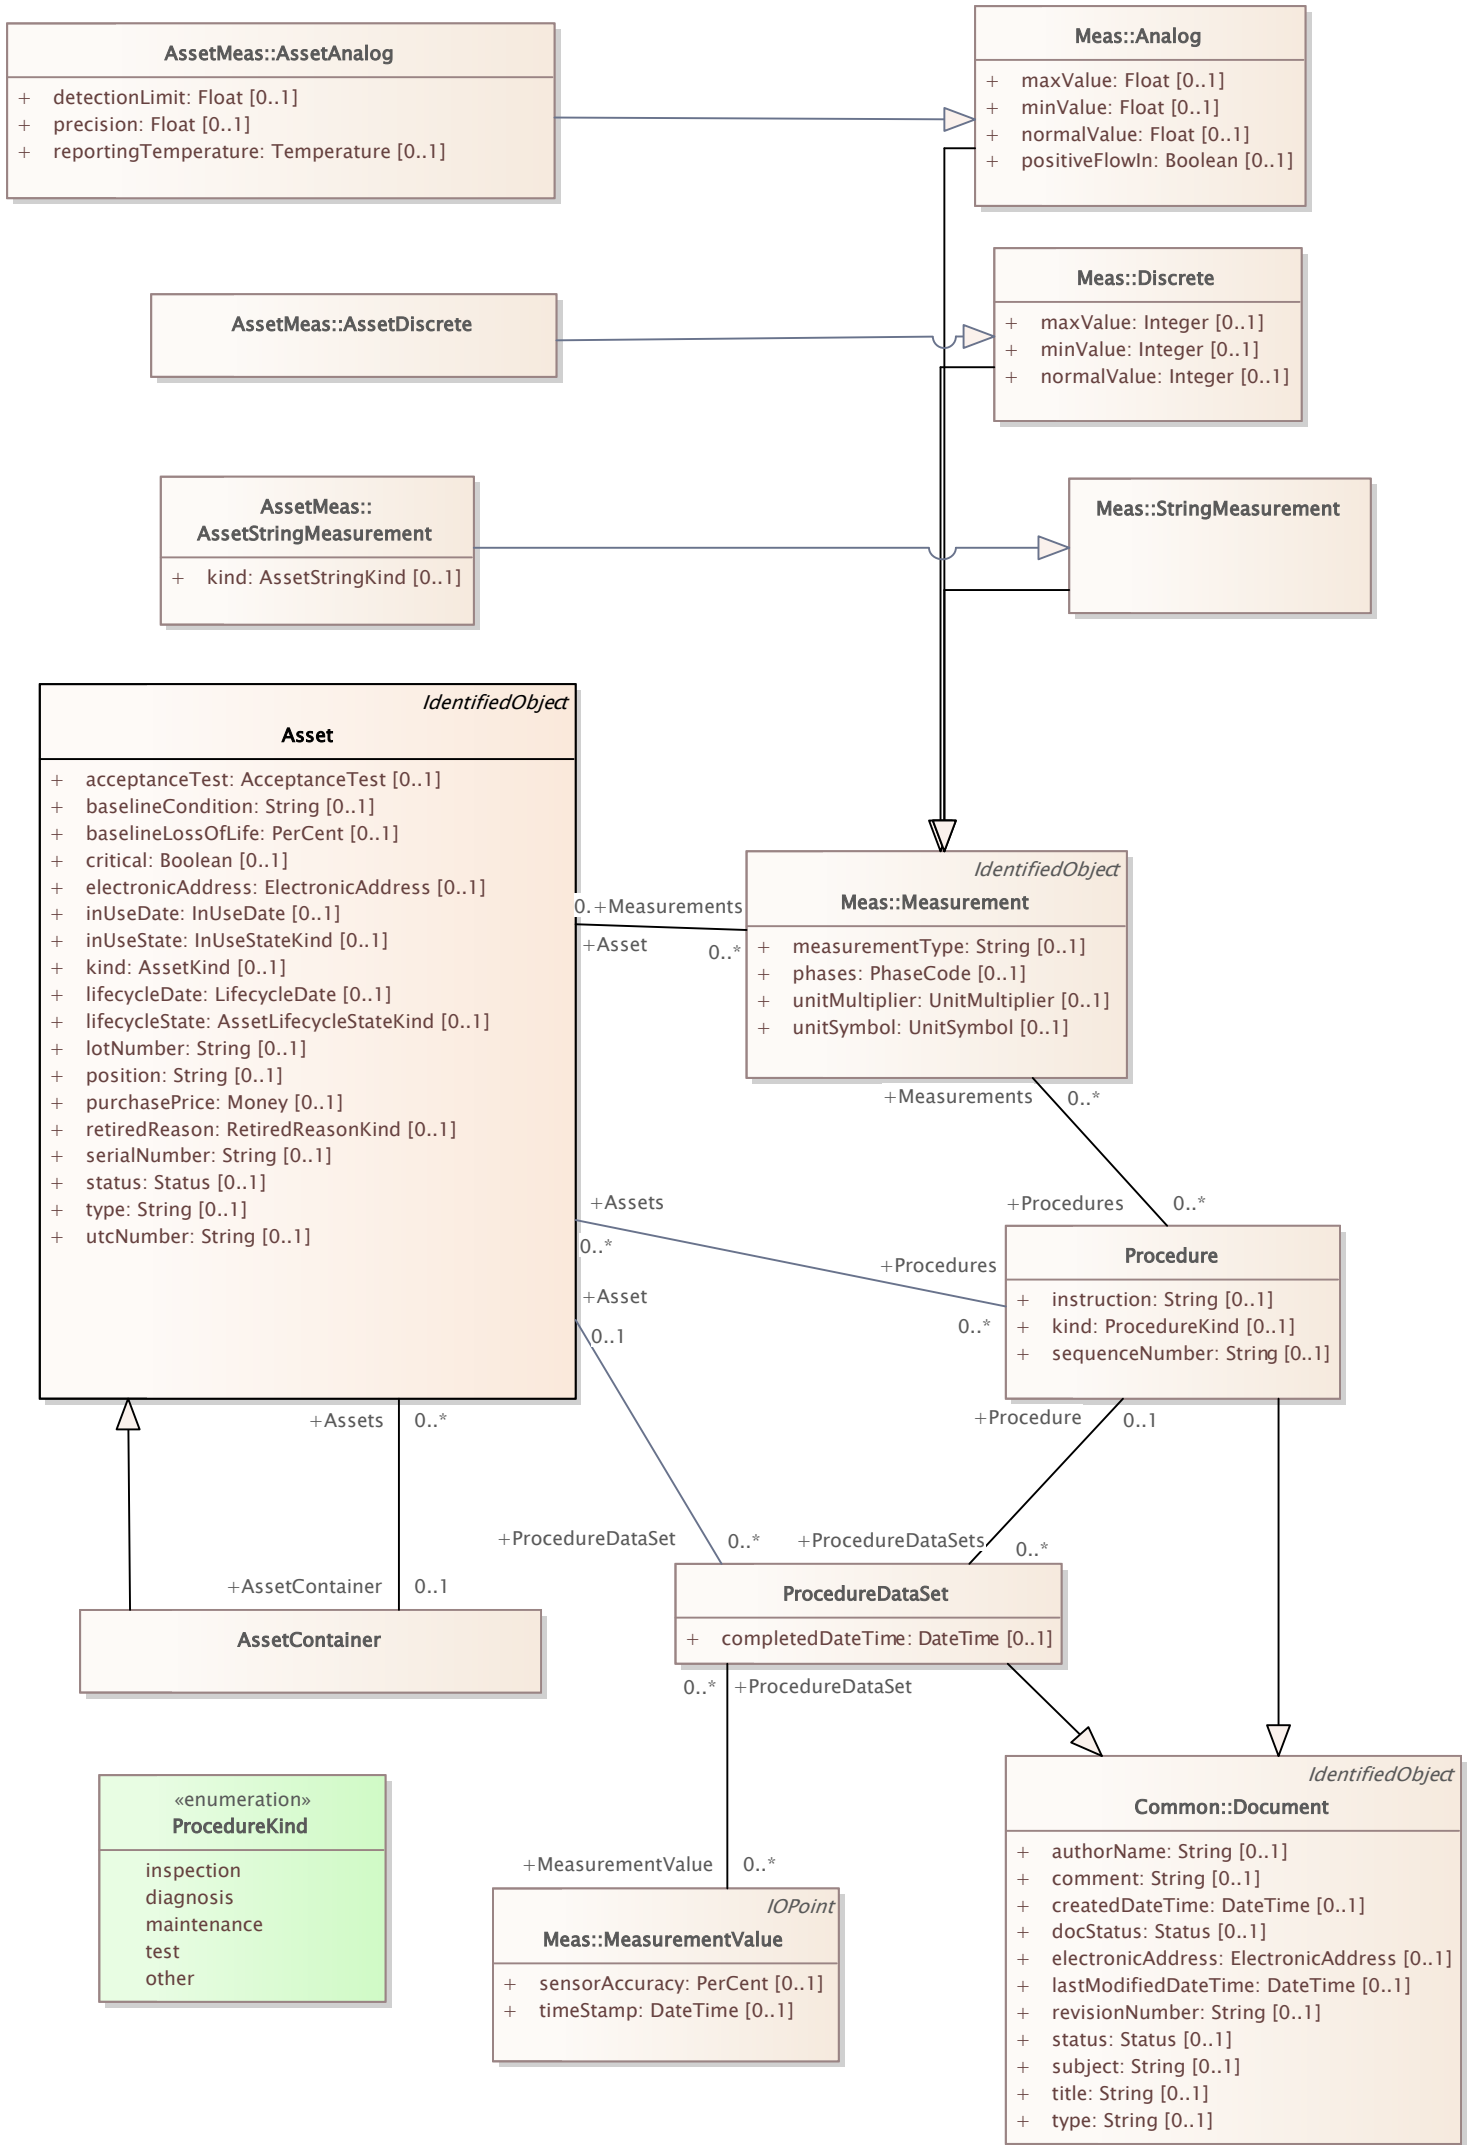 AssetMeas::AssetAnalog
+ detectionLimit: Float [0..1]
+ precision: Float [0..1]
+ reportingTemperature: Temperature [0..1]
Meas::Analog
+ maxValue: Float [0..1]
+ minValue: Float [0..1]
+ normalValue: Float [0..1]
+ positiveFlowIn: Boolean [0..1]
AssetMeas::AssetDiscrete
Meas::Discrete
+ maxValue: Integer [0..1]
+ minValue: Integer [0..1]
+ normalValue: Integer [0..1]
AssetMeas::
AssetStringMeasurement
+ kind: AssetStringKind [0..1]
Meas::StringMeasurement
IdentifiedObject
Asset
+ acceptanceTest: AcceptanceTest [0..1]
+ baselineCondition: String [0..1]
+ baselineLossOfLife: PerCent [0..1]
+ critical: Boolean [0..1]
+ electronicAddress: ElectronicAddress [0..1]
+ inUseDate: InUseDate [0..1]
+ inUseState: InUseStateKind [0..1]
+ kind: AssetKind [0..1]
+ lifecycleDate: LifecycleDate [0..1]
+ lifecycleState: AssetLifecycleStateKind [0..1]
+ lotNumber: String [0..1]
+ position: String [0..1]
+ purchasePrice: Money [0..1]
+ retiredReason: RetiredReasonKind [0..1]
+ serialNumber: String [0..1]
+ status: Status [0..1]
+ type: String [0..1]
+ utcNumber: String [0..1]
0..+Measurements
+Asset 0..*
IdentifiedObject
Meas::Measurement
+ measurementType: String [0..1]
+ phases: PhaseCode [0..1]
+ unitMultiplier: UnitMultiplier [0..1]
+ unitSymbol: UnitSymbol [0..1]
+Measurements 0..*
+Procedures 0..*
+Assets
0..*
+Procedures
0..*
Procedure
+ instruction: String [0..1]
+ kind: ProcedureKind [0..1]
+ sequenceNumber: String [0..1]
+Asset
0..1
+Assets 0..*
+AssetContainer 0..1
AssetContainer
+Procedure 0..1
+ProcedureDataSet 0..*
+ProcedureDataSets 0..*
ProcedureDataSet
+ completedDateTime: DateTime [0..1]
0..* +ProcedureDataSet
+MeasurementValue 0..*
«enumeration»
ProcedureKind
inspection
diagnosis
maintenance
test
other
IOPoint
Meas::MeasurementValue
+ sensorAccuracy: PerCent [0..1]
+ timeStamp: DateTime [0..1]
IdentifiedObject
Common::Document
+ authorName: String [0..1]
+ comment: String [0..1]
+ createdDateTime: DateTime [0..1]
+ docStatus: Status [0..1]
+ electronicAddress: ElectronicAddress [0..1]
+ lastModifiedDateTime: DateTime [0..1]
+ revisionNumber: String [0..1]
+ status: Status [0..1]
+ subject: String [0..1]
+ title: String [0..1]
+ type: String [0..1]